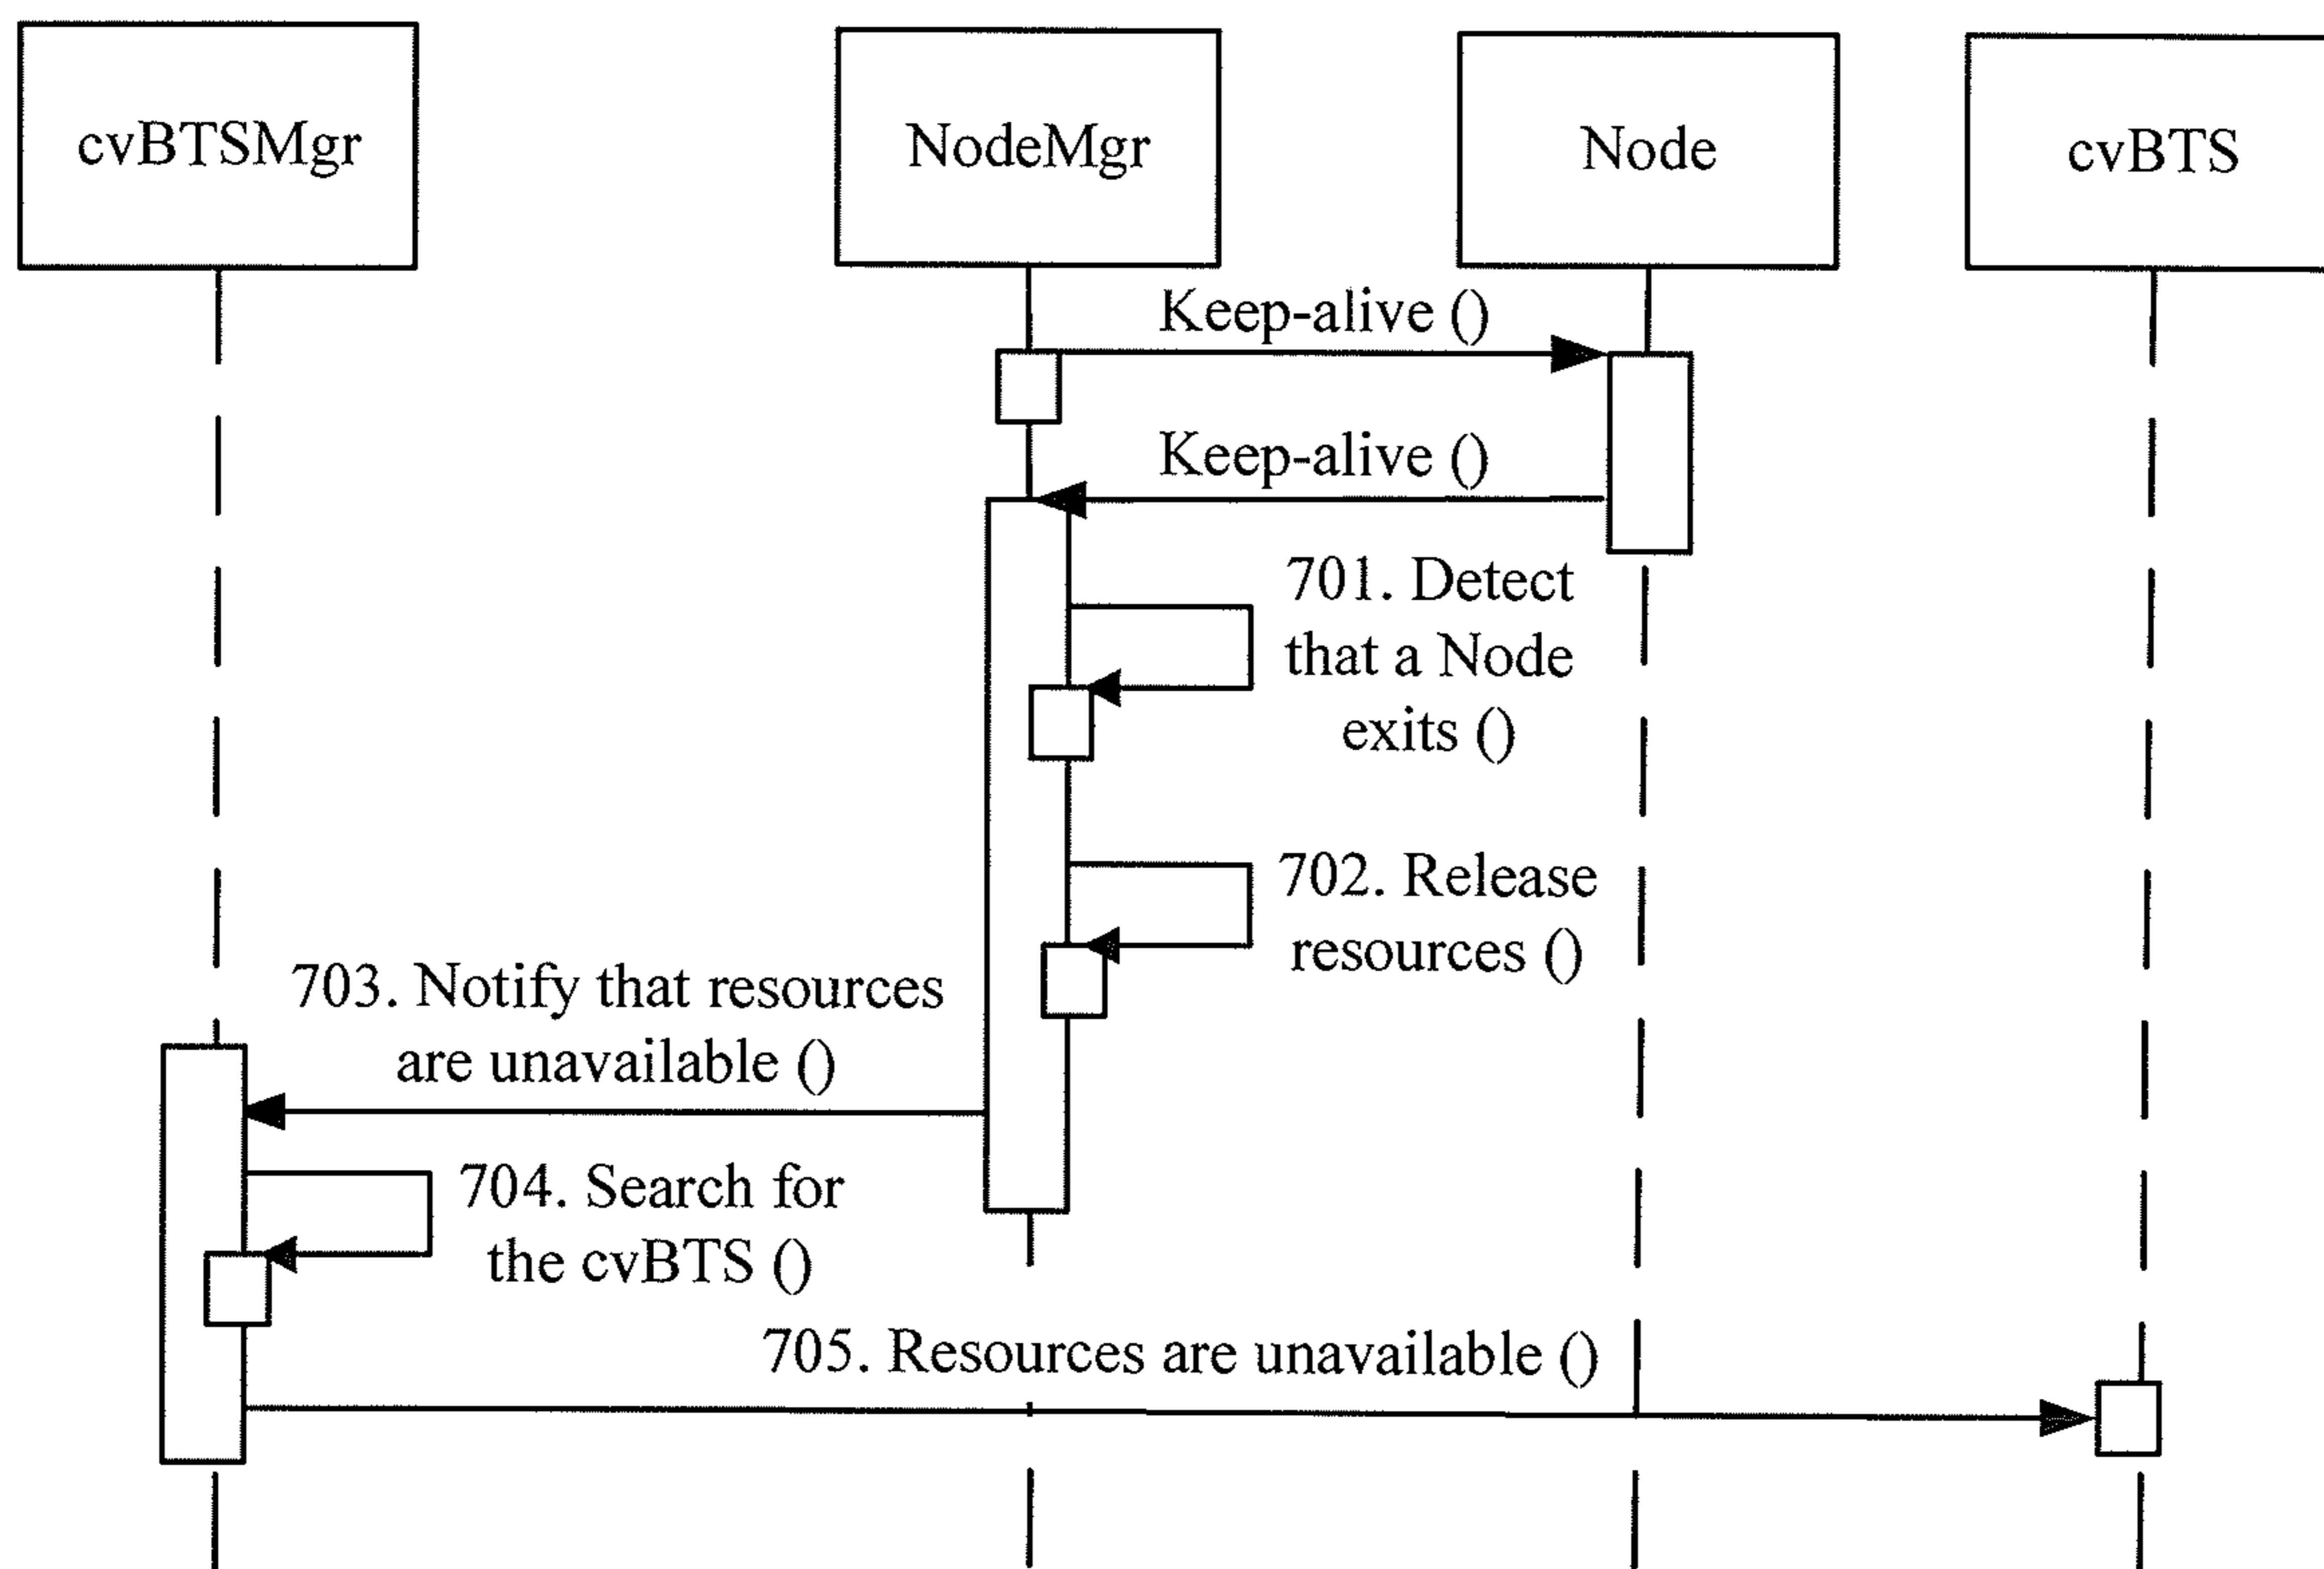 cvBTSMgr
NodeMgr
Node
cvBTS
Keep-alive ()
Keep-alive ()
701. Detect
that a Node
exits ()
702. Release
resources ()
703. Notify that resources
are unavailable ()
704. Search for
the cvBTS ()
705. Resources are unavailable ()